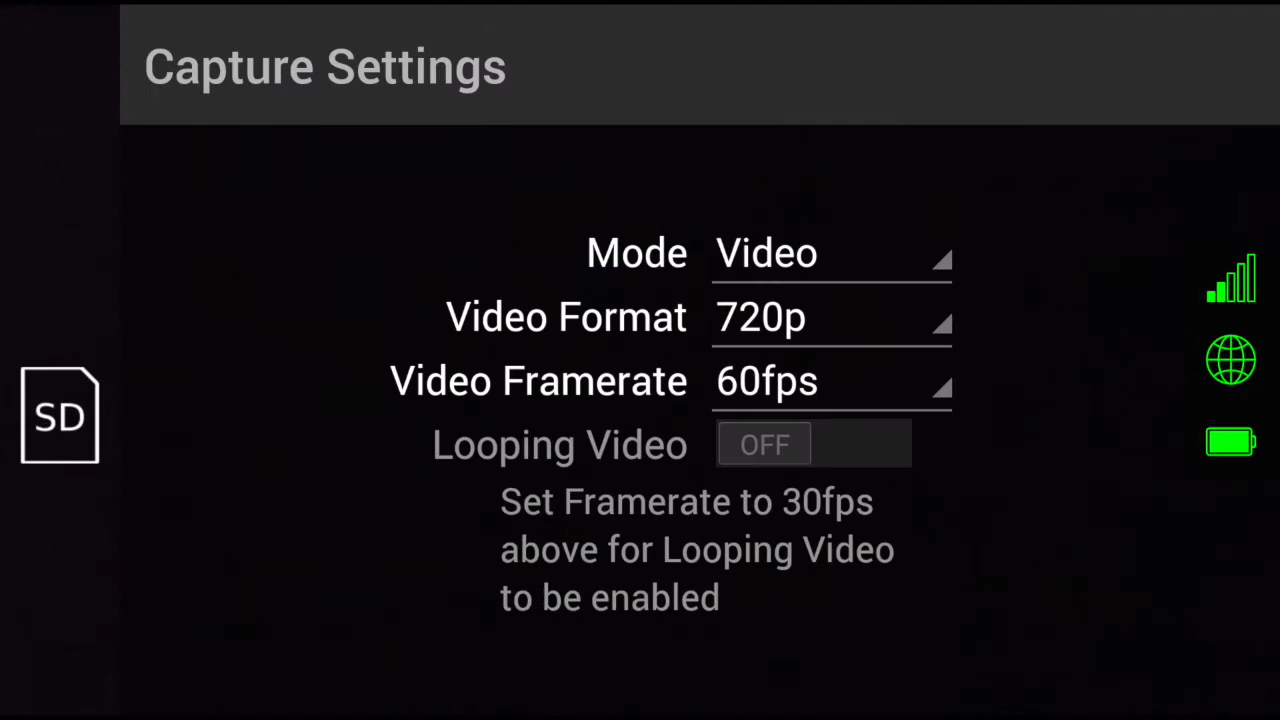 Capture Settings
Mode Video
Video Format 720p
Video Framerate 60fps
Looping Video OFF
Set Framerate to 30fps
above for Looping Video
to be enabled
SD